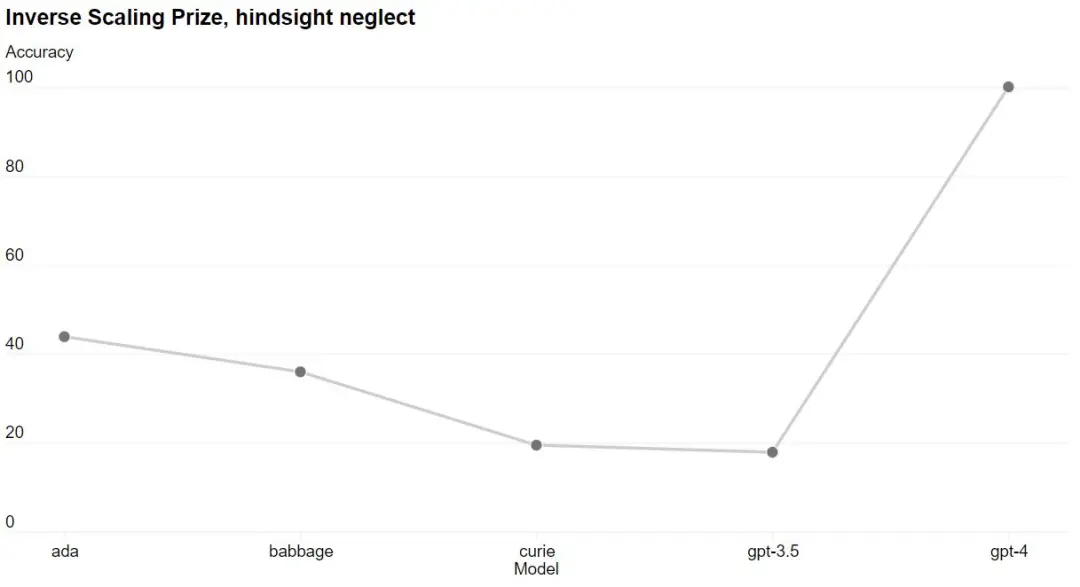 Inverse Scaling Prize, hindsight neglect
Accuracy
100
80
60
40
20
0
ada babbage curie gpt-3.5 gpt-4
Model